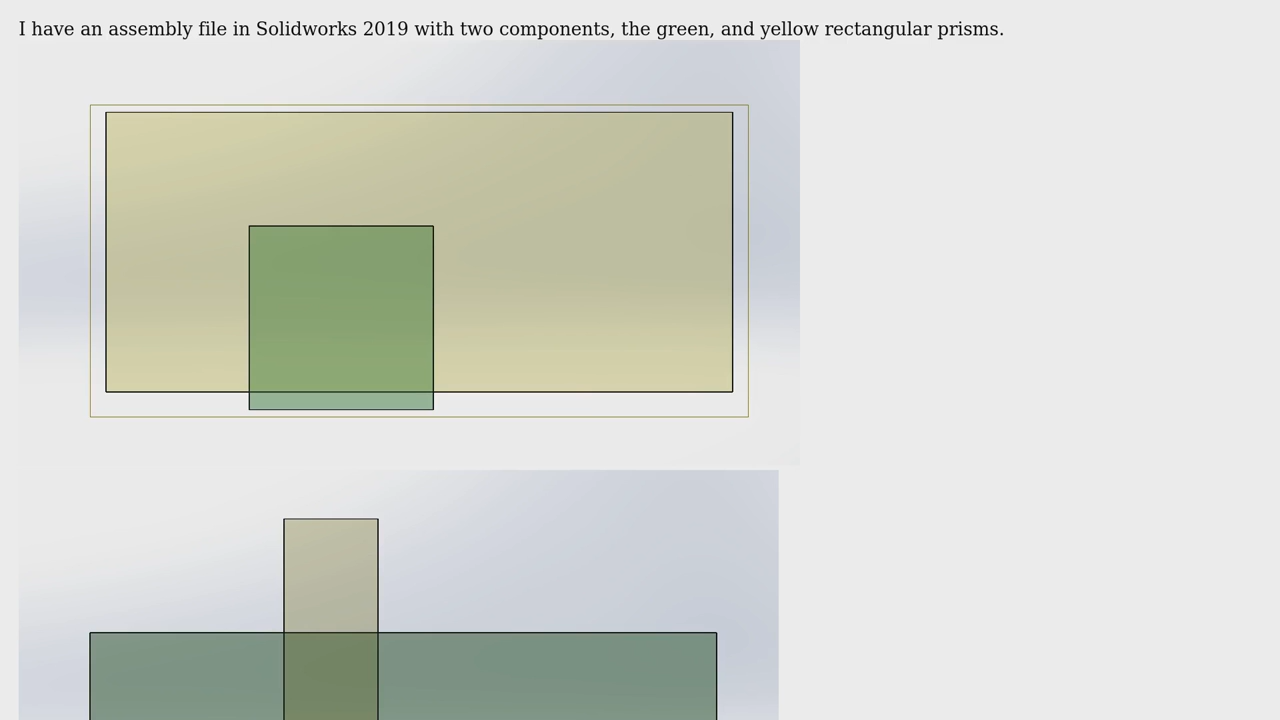 I have an assembly file in Solidworks 2019 with two components, the green, and yellow rectangular prisms.